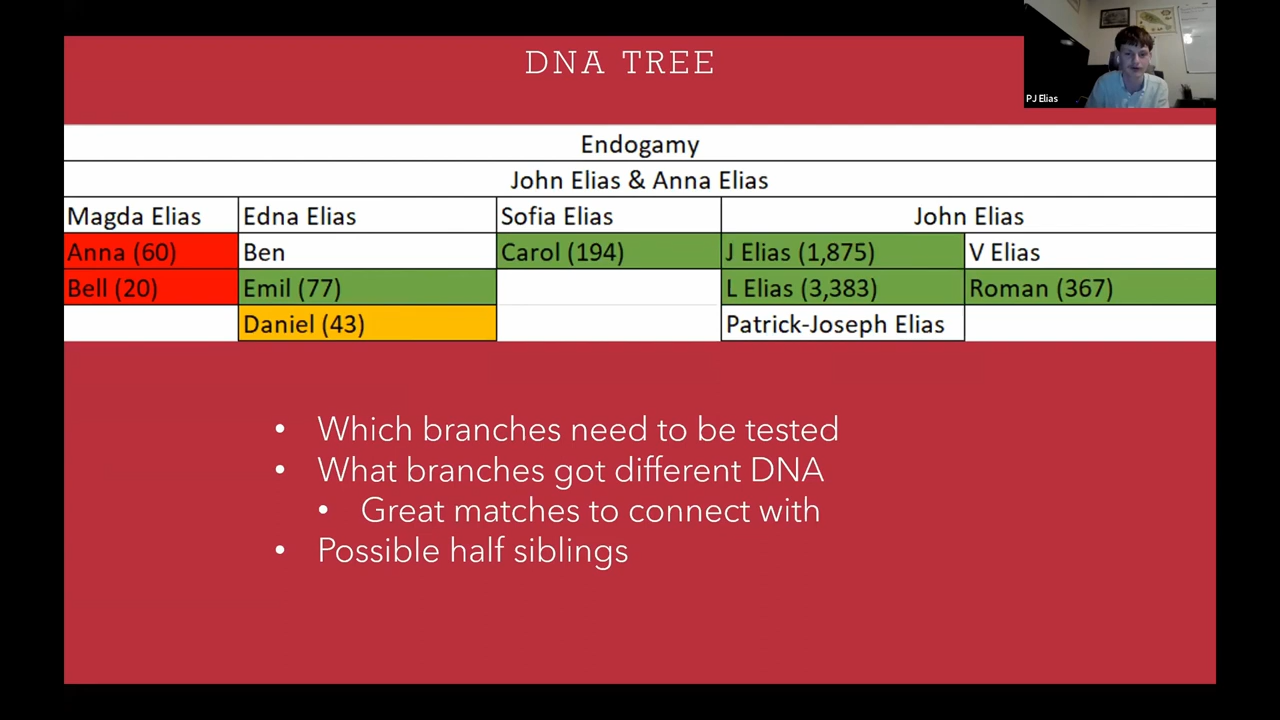 DNA TREE
PJ Elias
Endogamy
John Elias & Anna Elias
Magda Elias Edna Elias Sofia Elias John Elias
Anna (60) Ben Carol (194) J Elias (1,875) V Elias
Bell (20) Emil (77) L Elias (3,383) Roman (367)
Daniel (43) Patrick-Joseph Elias
• Which branches need to be tested
• What branches got different DNA
• Great matches to connect with
• Possible half siblings